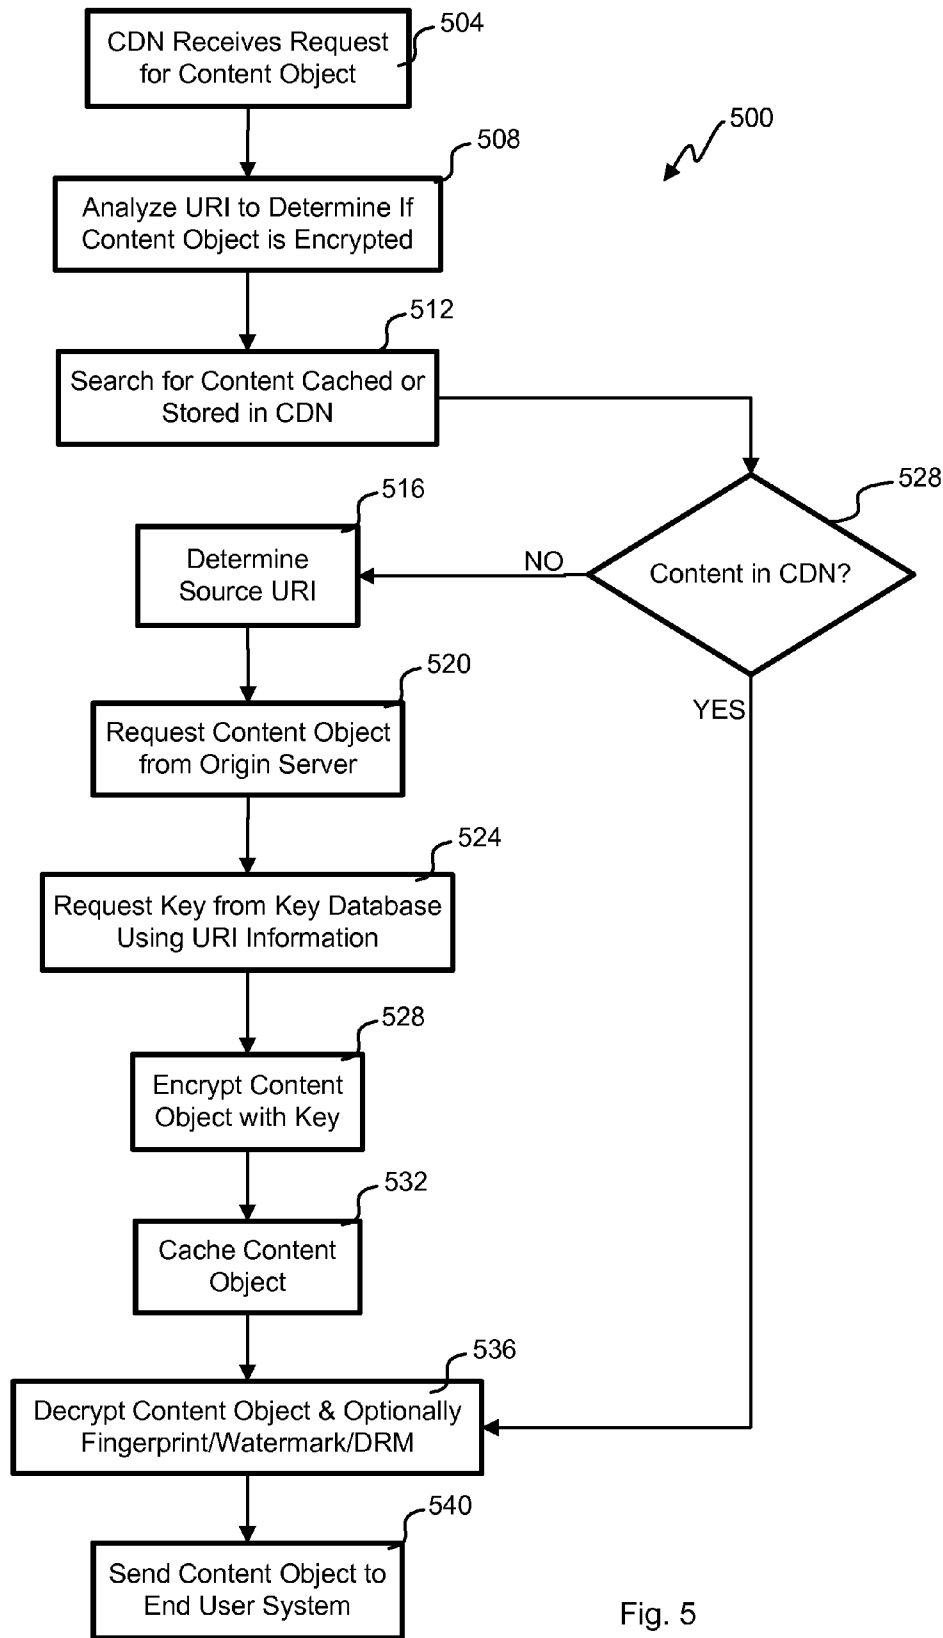 504
CDN Receives Request
for Content Object
500
508
Analyze URI to Determine If
Content Object is Encrypted
512
Search for Content Cached or
Stored in CDN
528
Content in CDN?
NO
YES
516
Determine
Source URI
520
Request Content Object
from Origin Server
524
Request Key from Key Database
Using URI Information
528
Encrypt Content
Object with Key
532
Cache Content
Object
536
Decrypt Content Object & Optionally
Fingerprint/Watermark/DRM
540
Send Content Object to
End User System
Fig. 5